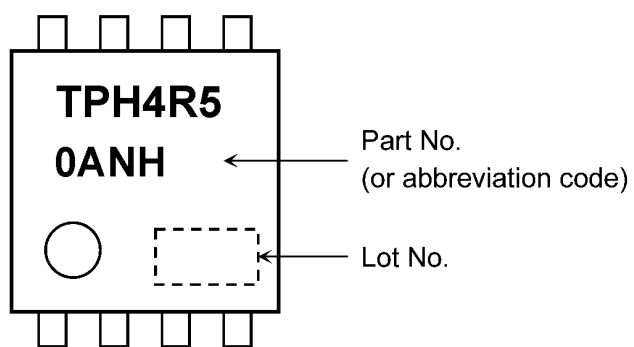 TPH4R5
0ANH
Part No.
(or abbreviation code)
Lot No.